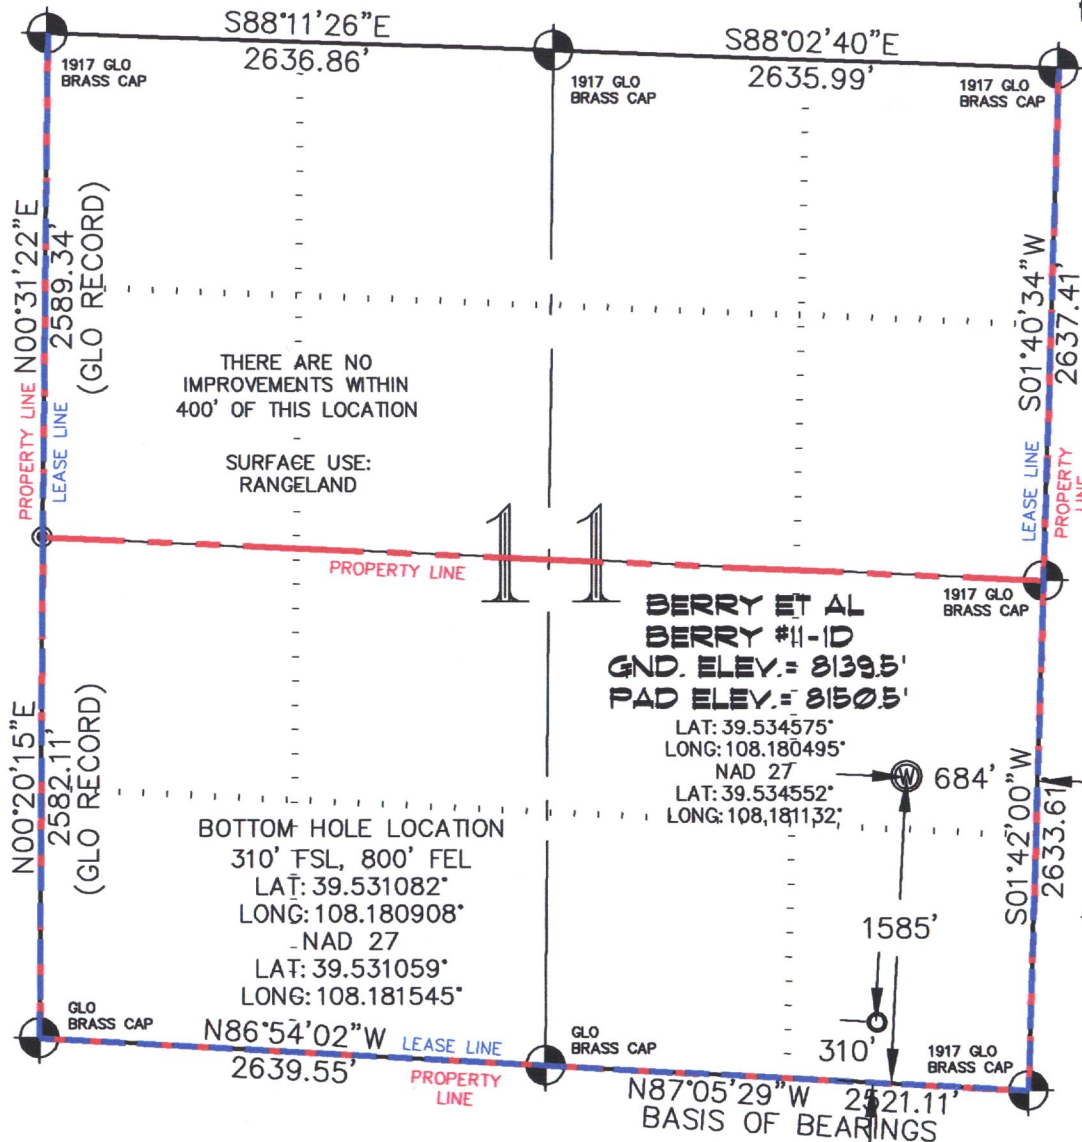 S88°11'26"E
2636.86'
S88°02'40"E
2635.99'
1917 GLO
BRASS CAP
1917 GLO
BRASS CAP
1917 GLO
BRASS CAP
N00°31'22"E
2589.34'
(GLO RECORD)
PROPERTY LINE
LEASE LINE
THERE ARE NO
IMPROVEMENTS WITHIN
400' OF THIS LOCATION
SURFACE USE:
RANGELAND
S01°40'34"W
2637.41'
LEASE LINE
PROPERTY
LINE
11
PROPERTY LINE
1917 GLO
BRASS CAP
BERRY ET AL
BERRY #11-1D
GND. ELEV.= 8139.5'
PAD ELEV.= 8150.5'
LAT: 39.534575°
LONG: 108.180495°
NAD 27
LAT: 39.534552°
LONG: 108.181132°
W
684'
N00°20'15"E
2582.11'
(GLO RECORD)
S01°42'00"W
2633.61'
BOTTOM HOLE LOCATION
310' FSL, 800' FEL
LAT: 39.531082°
LONG: 108.180908°
NAD 27
LAT: 39.531059°
LONG: 108.181545°
1585'
310'
GLO
BRASS CAP
N86°54'02"W
2639.55'
LEASE LINE
PROPERTY
LINE
GLO
BRASS CAP
1917 GLO
BRASS CAP
N87°05'29"W 2521.11'
BASIS OF BEARINGS